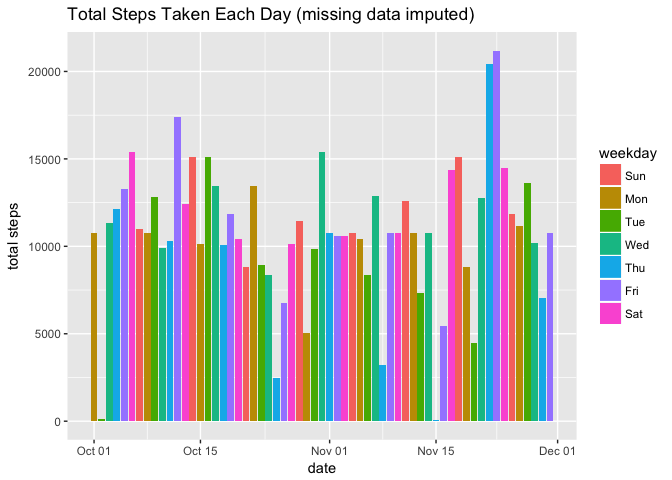 Total Steps Taken Each Day (missing data imputed)
20000
15000
10000
5000
0
total steps
Oct 01
Oct 15
Nov 01
Nov 15
Dec 01
date
weekday
Sun
Mon
Tue
Wed
Thu
Fri
Sat